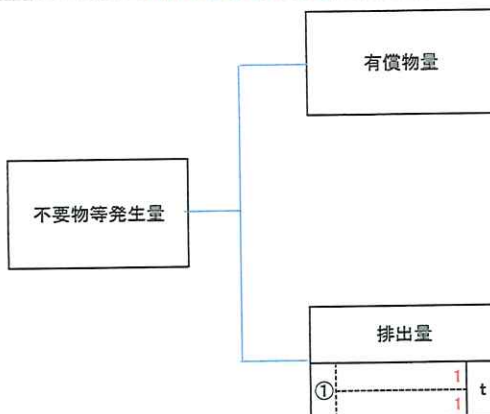 有償物量
不要物等発生量
排出量
① 1 t
1